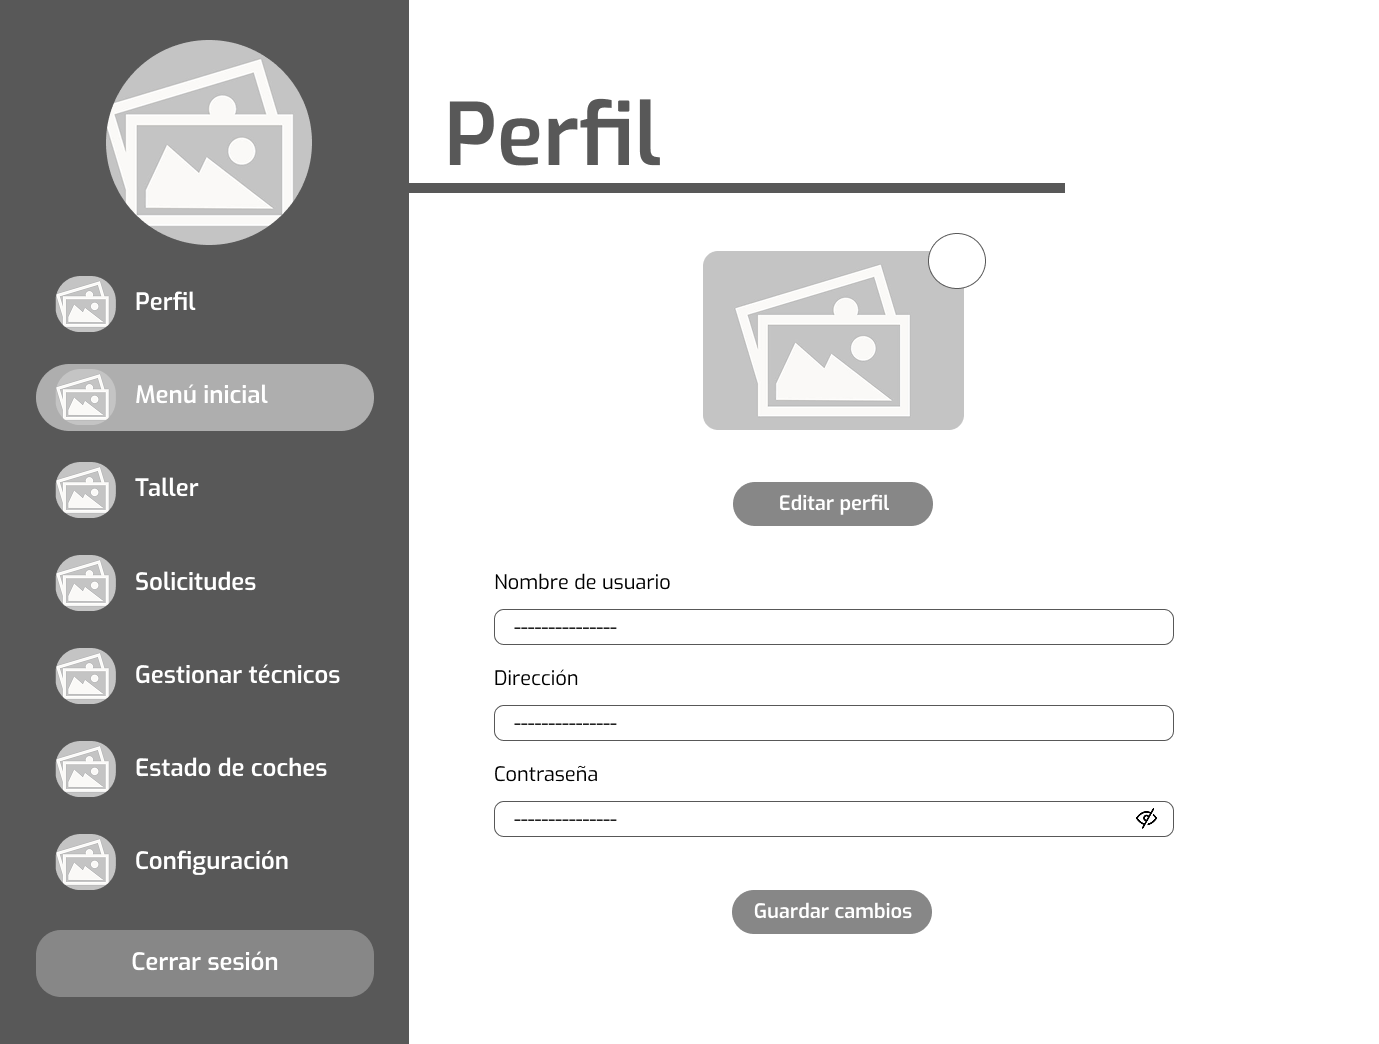 Perfil
Perfil
Menú inicial
Taller
Solicitudes
Gestionar técnicos
Estado de coches
Configuración
Cerrar sesión
Editar perfil
Nombre de usuario
---------------
Dirección
---------------
Contraseña
---------------
Guardar cambios